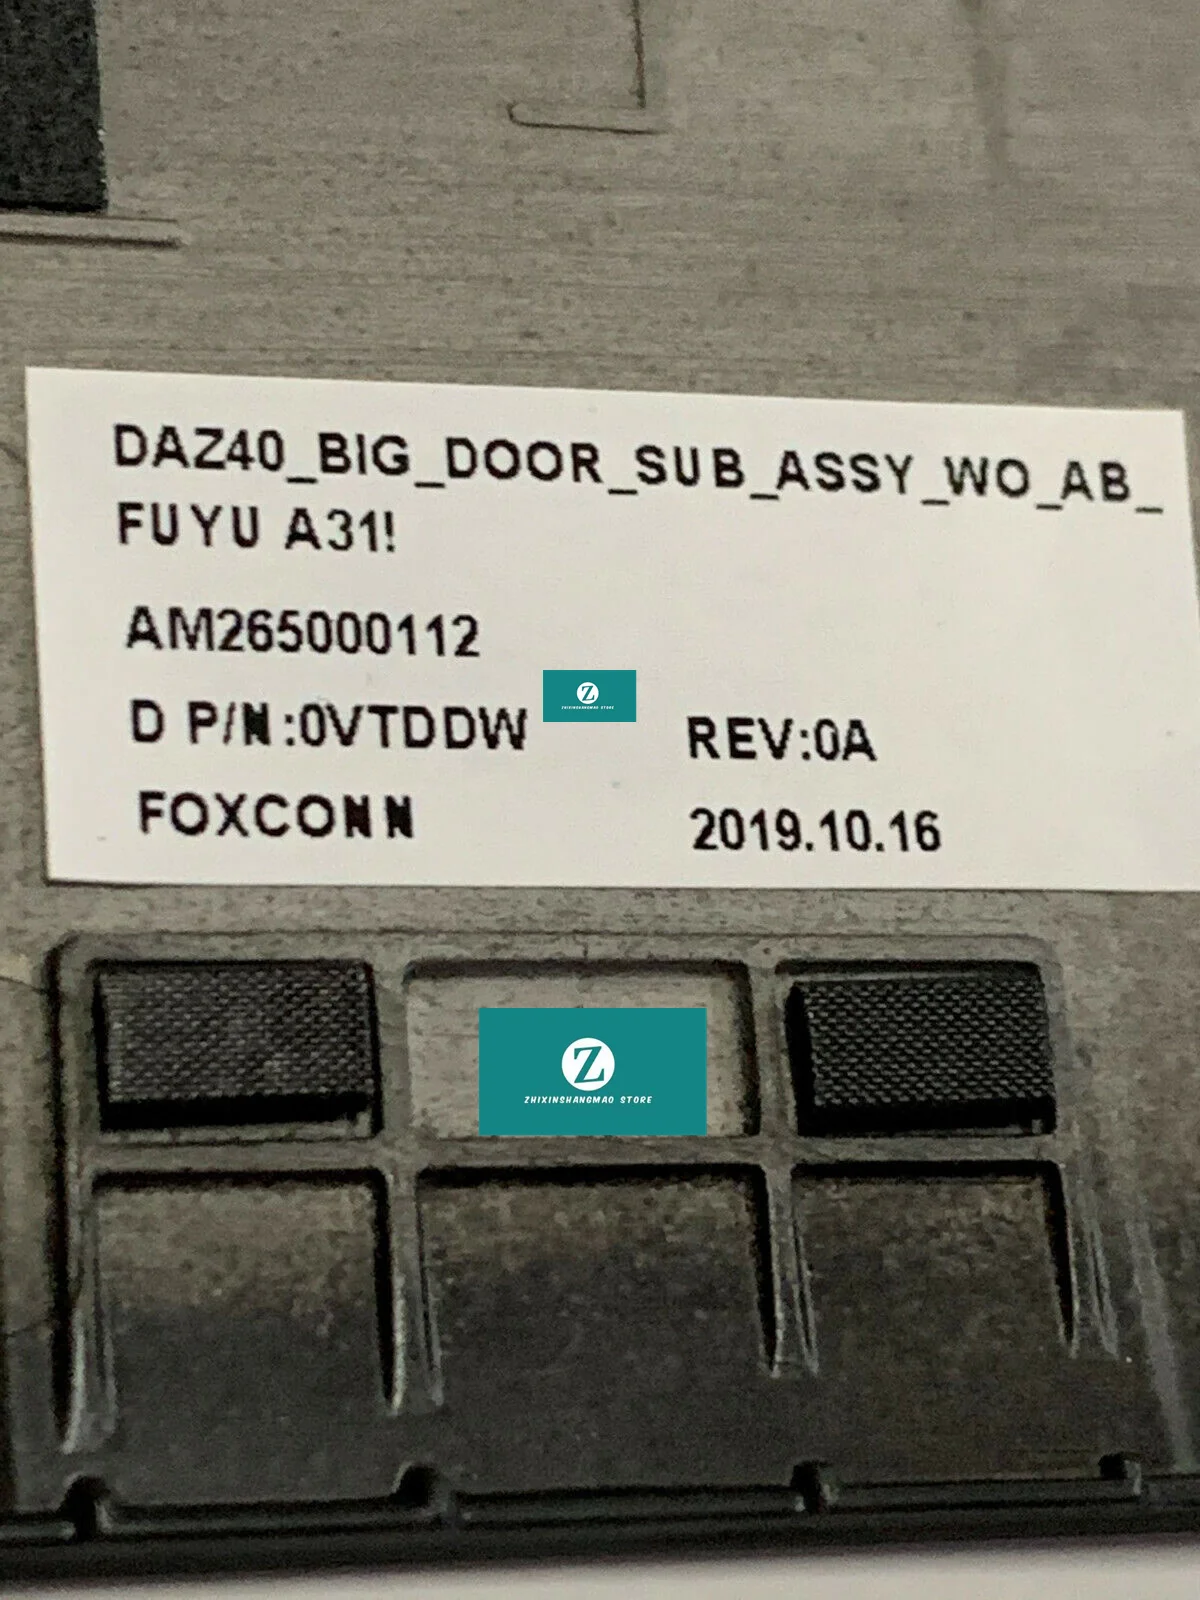 DAZ40_BIG_DOOR_SUB_ASSY_WO_AB_
FUYU A31!
AM265000112
Z
ZHIXINSHANGMAO STORE
D P/N:0VTDDW REV:0A
FOXCONN 2019.10.16
Z
ZHIXINSHANGMAO STORE